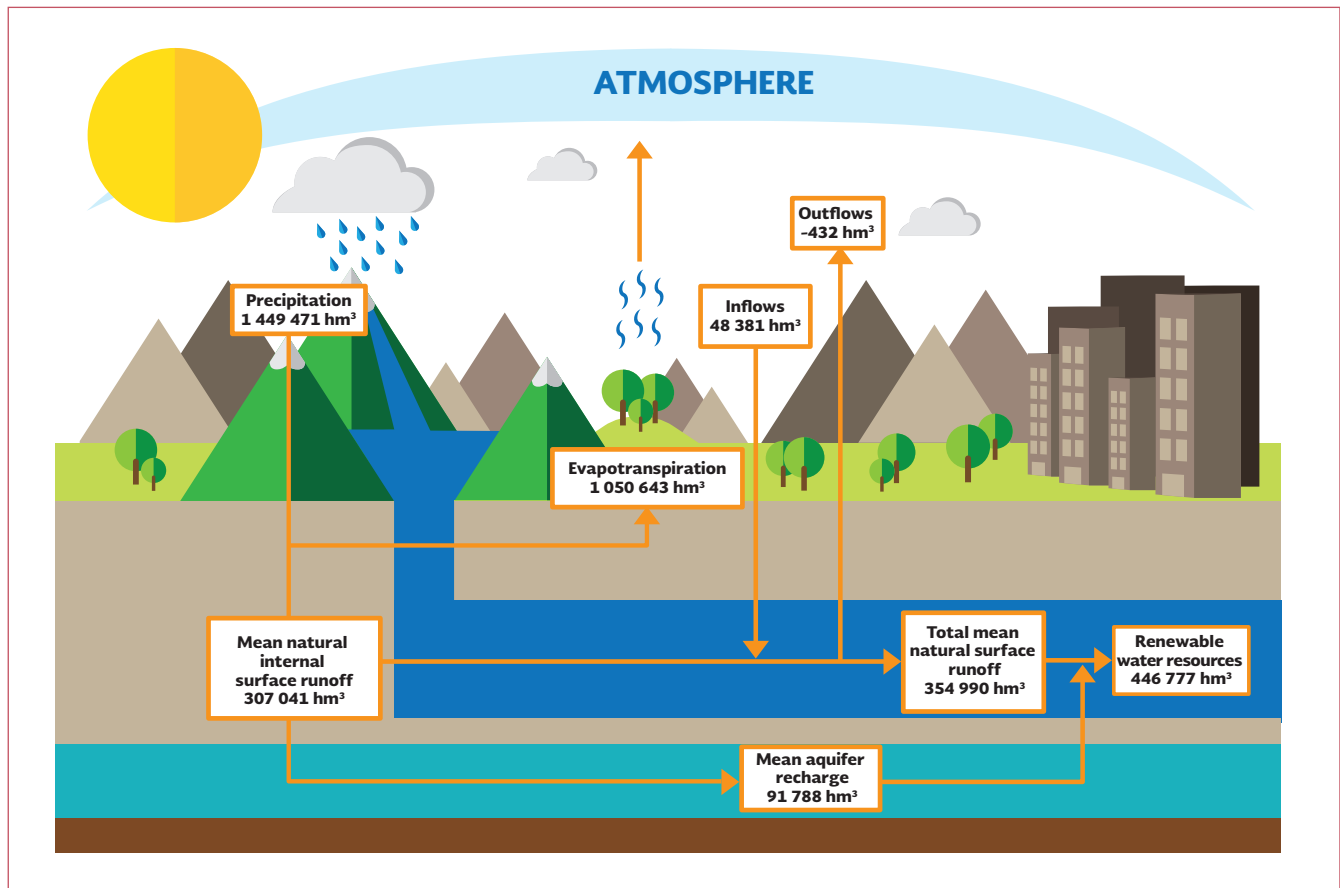 ATMOSPHERE
Outflows
-432 hm³
Precipitation
1 449 471 hm³
Inflows
48 381 hm³
Evapotranspiration
1 050 643 hm³
Mean natural
internal
surface runoff
307 041 hm³
Total mean
natural surface
runoff
354 990 hm³
Renewable
water resources
446 777 hm³
Mean aquifer
recharge
91 788 hm³